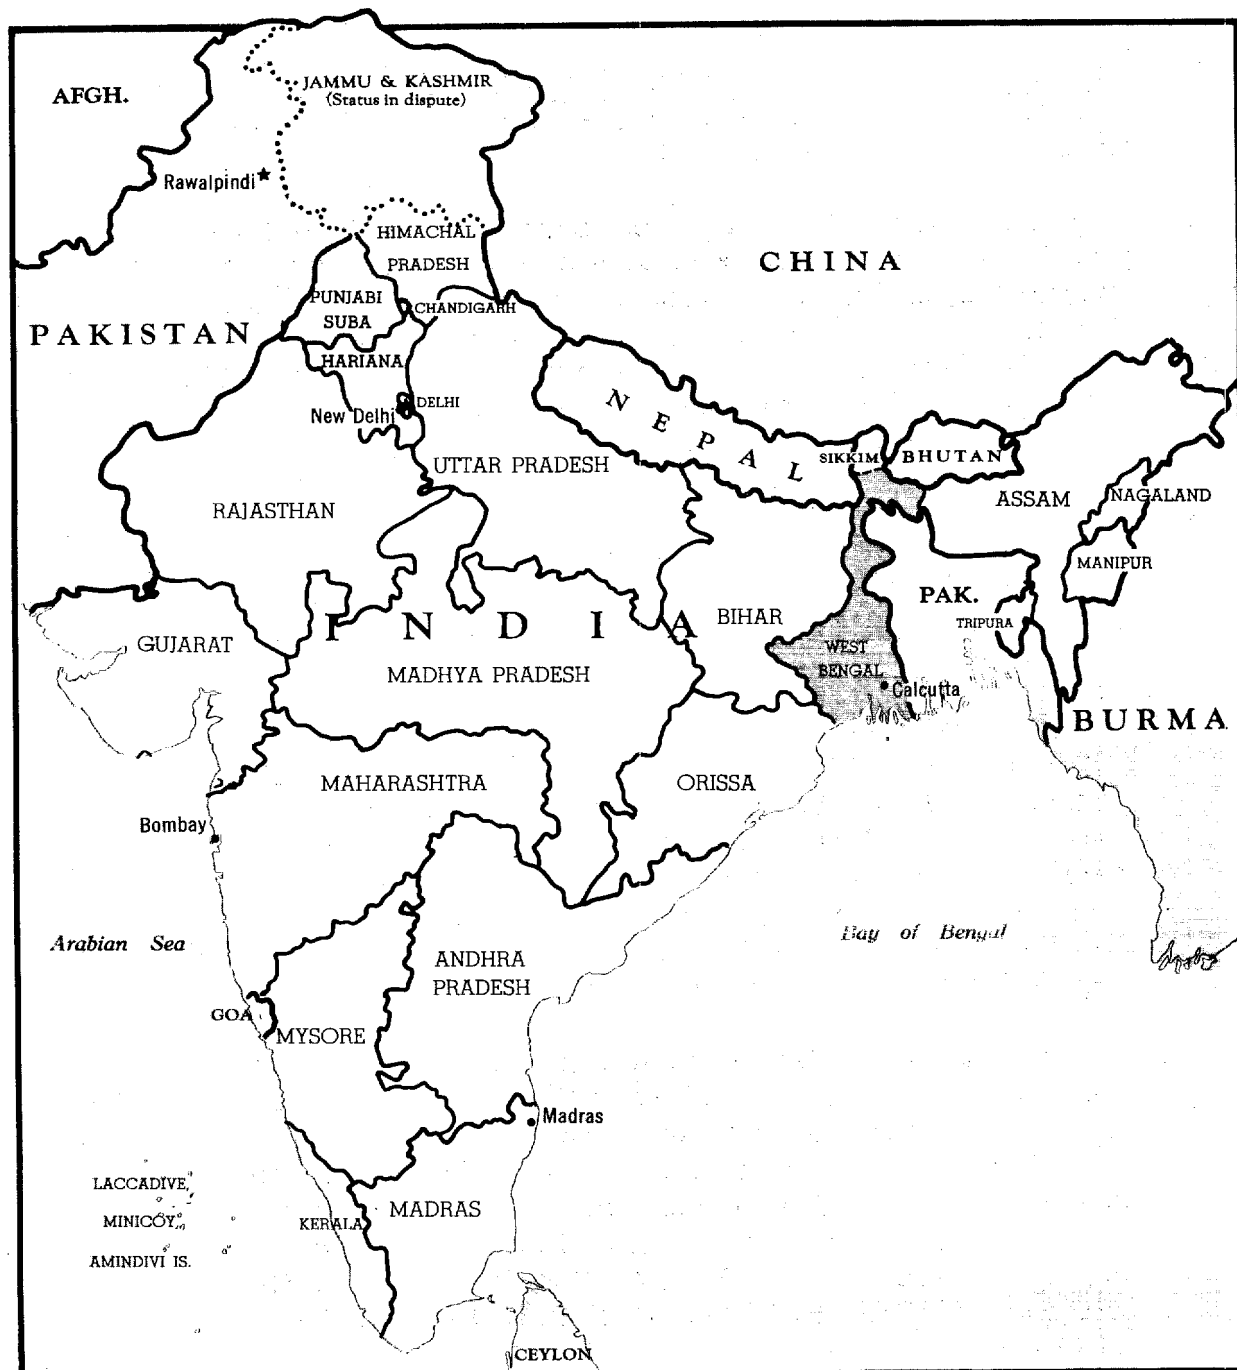 AFGH.
JAMMU & KASHMIR
(Status in dispute)
Rawalpindi
HIMACHAL
PRADESH
CHINA
PUNJABI
SUBA
CHANDIGARH
PAKISTAN
HARIANA
New Delhi
DELHI
NEPAL
SIKKIM
BHUTAN
UTTAR PRADESH
RAJASTHAN
ASSAM
NAGALAND
MANIPUR
PAK.
TRIPURA
BIHAR
INDIA
GUJARAT
WEST
BENGAL
MADHYA PRADESH
Calcutta
BURMA
MAHARASHTRA
ORISSA
Bombay
Arabian Sea
Bay of Bengal
ANDHRA
PRADESH
GOA
MYSORE
Madras
LACCADIVE,
MINICOY,
AMINDIVI IS.
KERALA
MADRAS
CEYLON